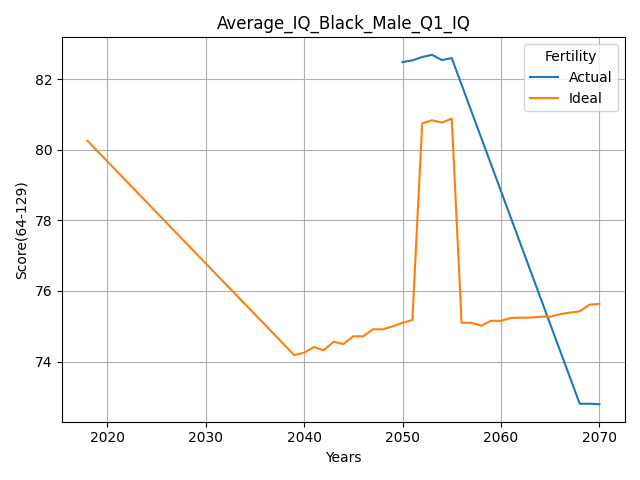 Average_IQ_Black_Male_Q1_IQ
Fertility
Actual
Ideal
Score(64-129)
82
80
78
76
74
2020
2030
2040
2050
2060
2070
Years